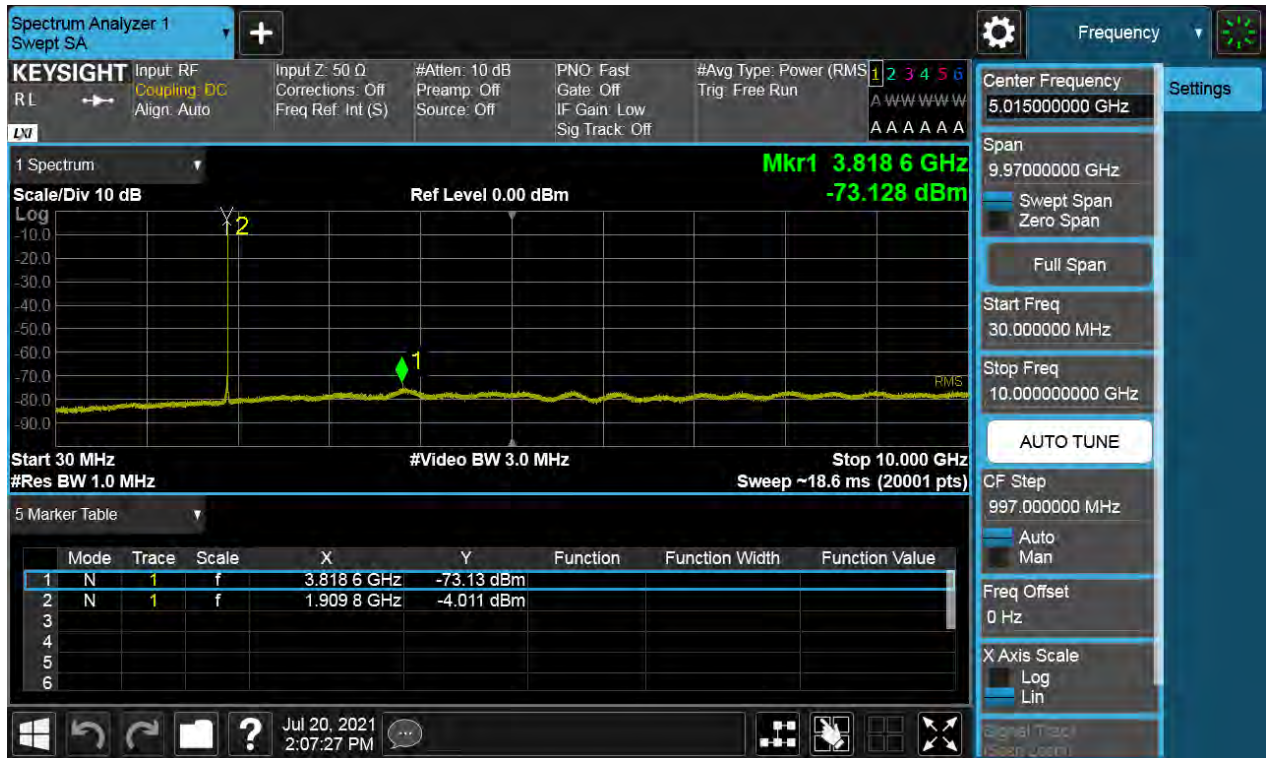 Spectrum Analyzer 1
Swept SA
+
Frequency
KEYSIGHT
RL
LXI
Input: RF
Coupling: DC
Align: Auto
Input Z: 50 Ω
Corrections: Off
Freq Ref: Int (S)
#Atten: 10 dB
Preamp: Off
Source: Off
PNO: Fast
Gate: Off
IF Gain: Low
Sig Track: Off
#Avg Type: Power (RMS
Trig: Free Run
1 2 3 4 5 6
A W W W W W
A A A A A A
Center Frequency
5.015000000 GHz
Settings
Span
9.97000000 GHz
Swept Span
Zero Span
Full Span
Start Freq
30.000000 MHz
Stop Freq
10.000000000 GHz
AUTO TUNE
CF Step
997.000000 MHz
Auto
Man
Freq Offset
0 Hz
X Axis Scale
Log
Lin
Signal Track
(Span Zoom)
1 Spectrum
Mkr1 3.818 6 GHz
-73.128 dBm
Scale/Div 10 dB
Ref Level 0.00 dBm
Log
2
-10.0
-20.0
-30.0
-40.0
-50.0
-60.0
1
-70.0
RMS
-80.0
-90.0
Start 30 MHz
#Video BW 3.0 MHz
Stop 10.000 GHz
#Res BW 1.0 MHz
Sweep ~18.6 ms (20001 pts)
5 Marker Table
Mode Trace Scale X Y Function Function Width Function Value
1 N 1 f 3.818 6 GHz -73.13 dBm
2 N 1 f 1.909 8 GHz -4.011 dBm
3
4
5
6
?
Jul 20, 2021
2:07:27 PM